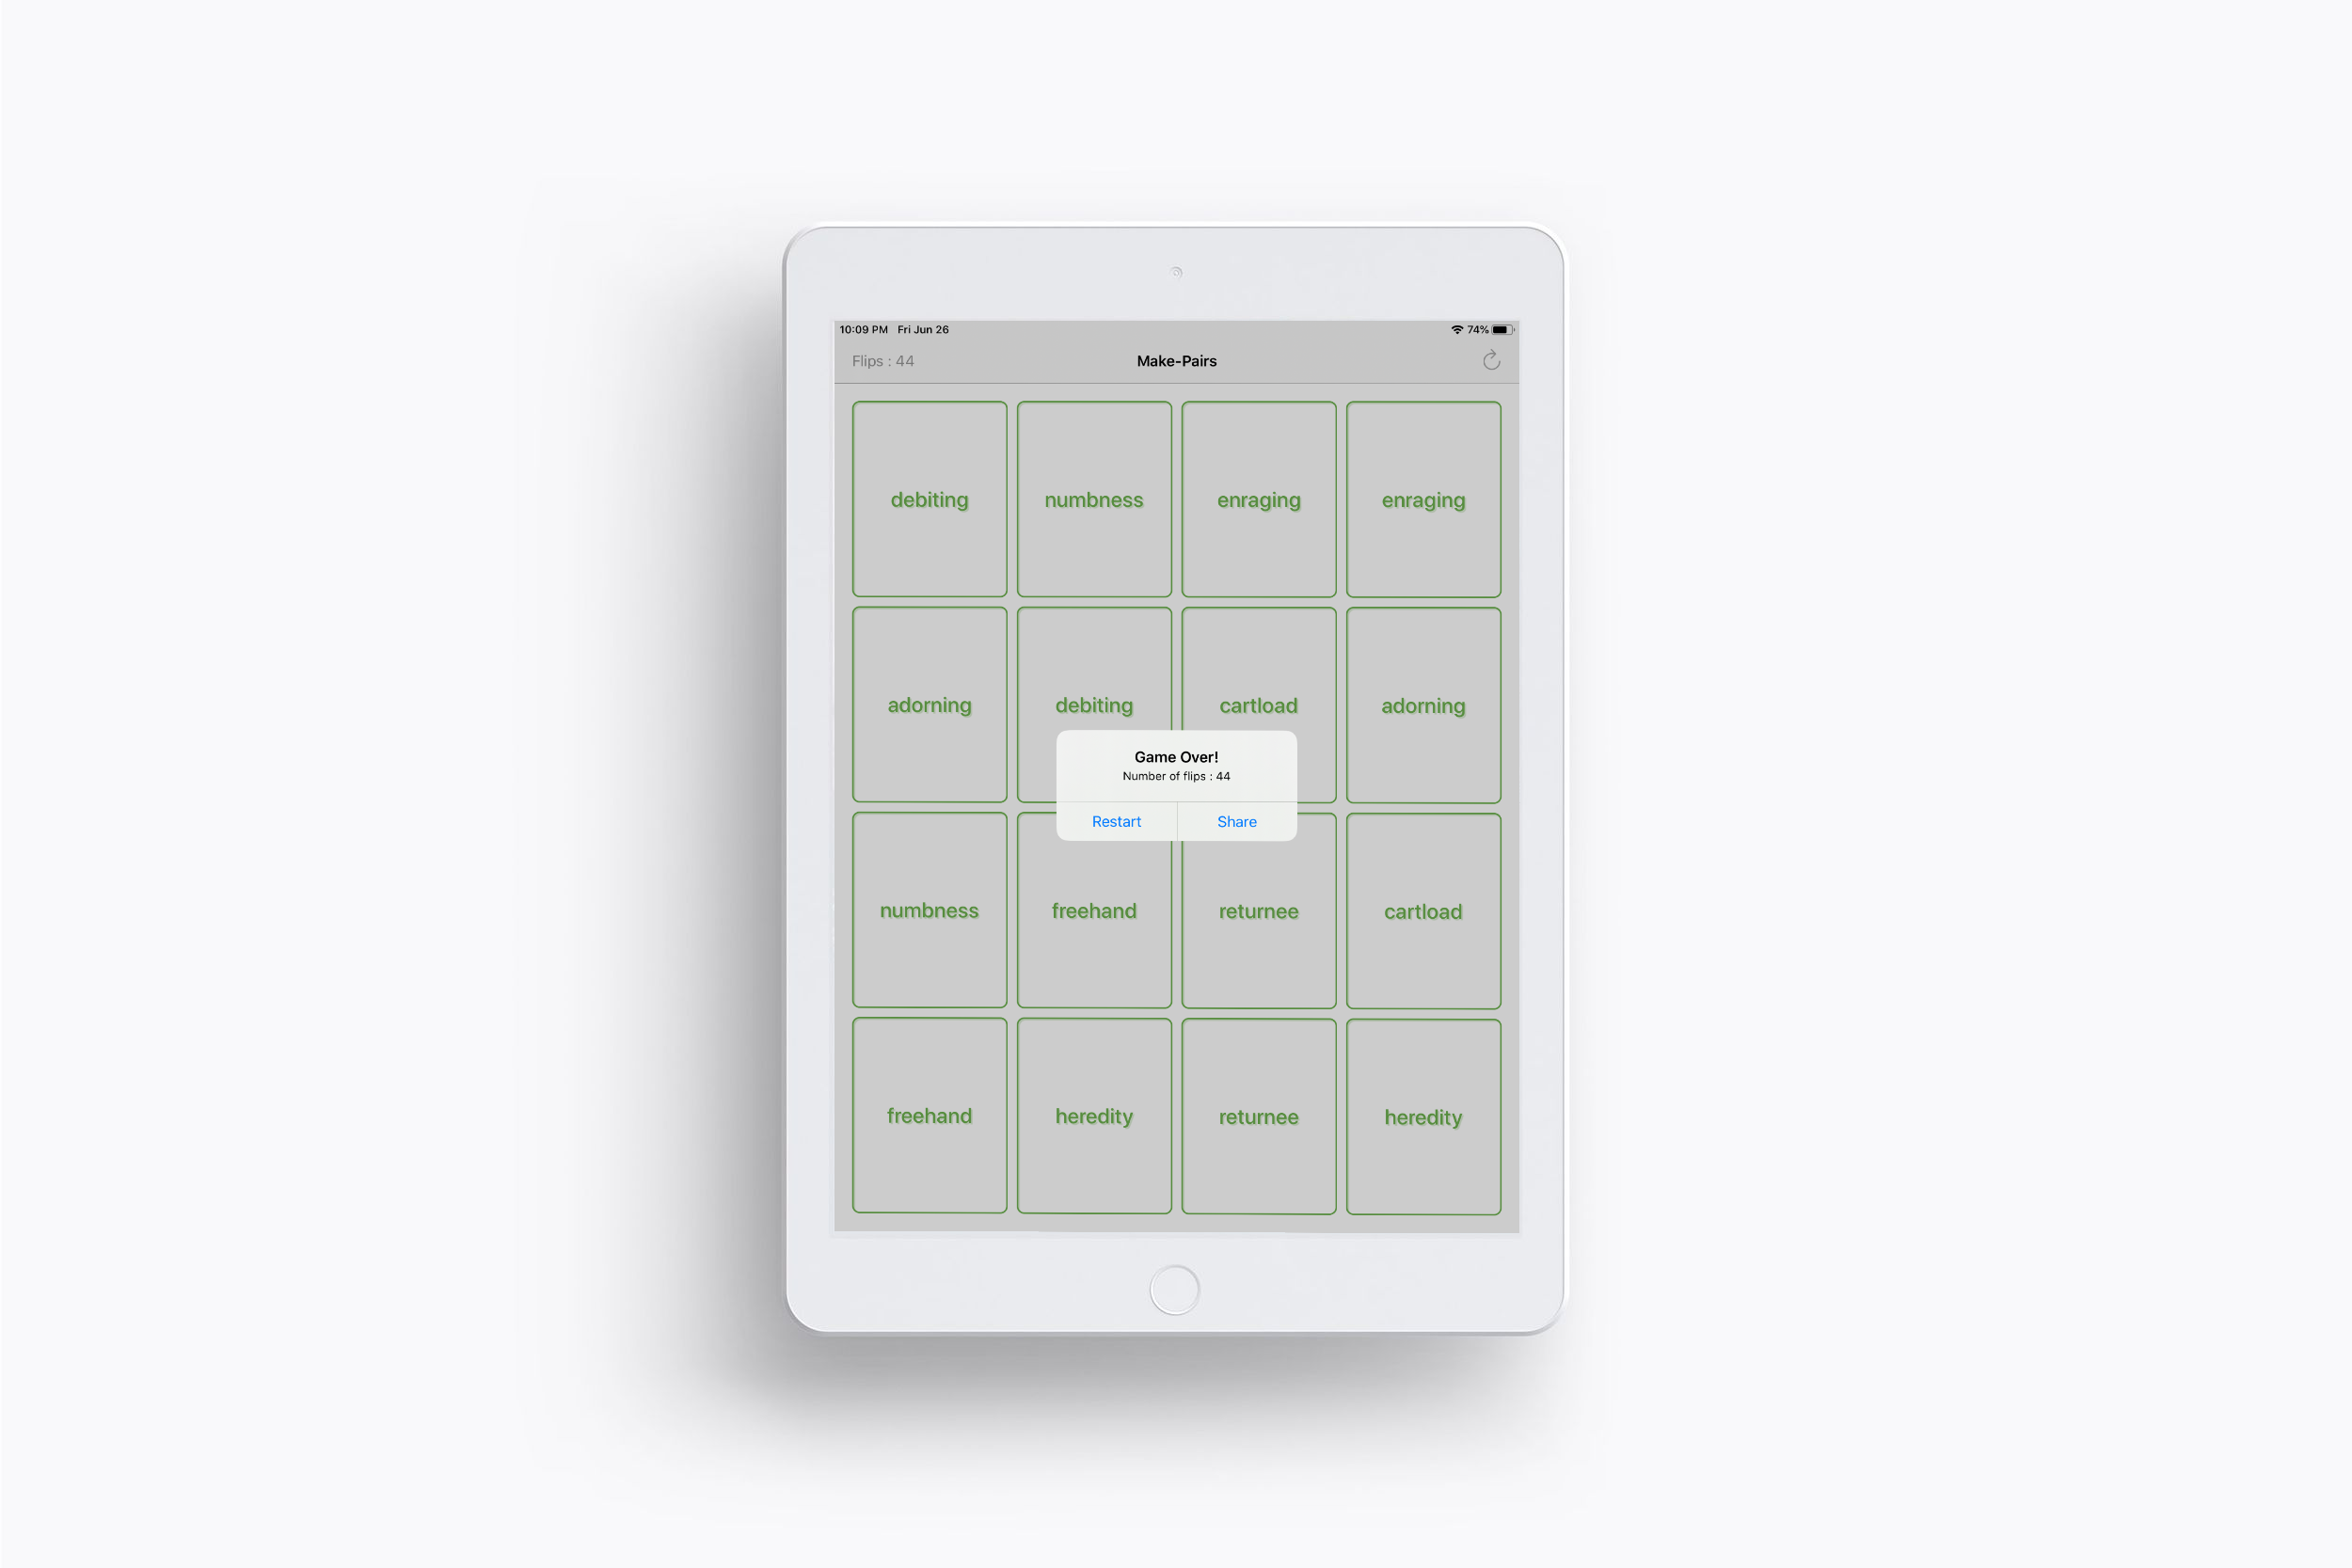 10:09 PM Fri Jun 26 74%
Flips : 44 Make-Pairs
debiting numbness enraging enraging
adorning debiting cartload adorning
Game Over!
Number of flips : 44
Restart Share
numbness freehand returnee cartload
freehand heredity returnee heredity